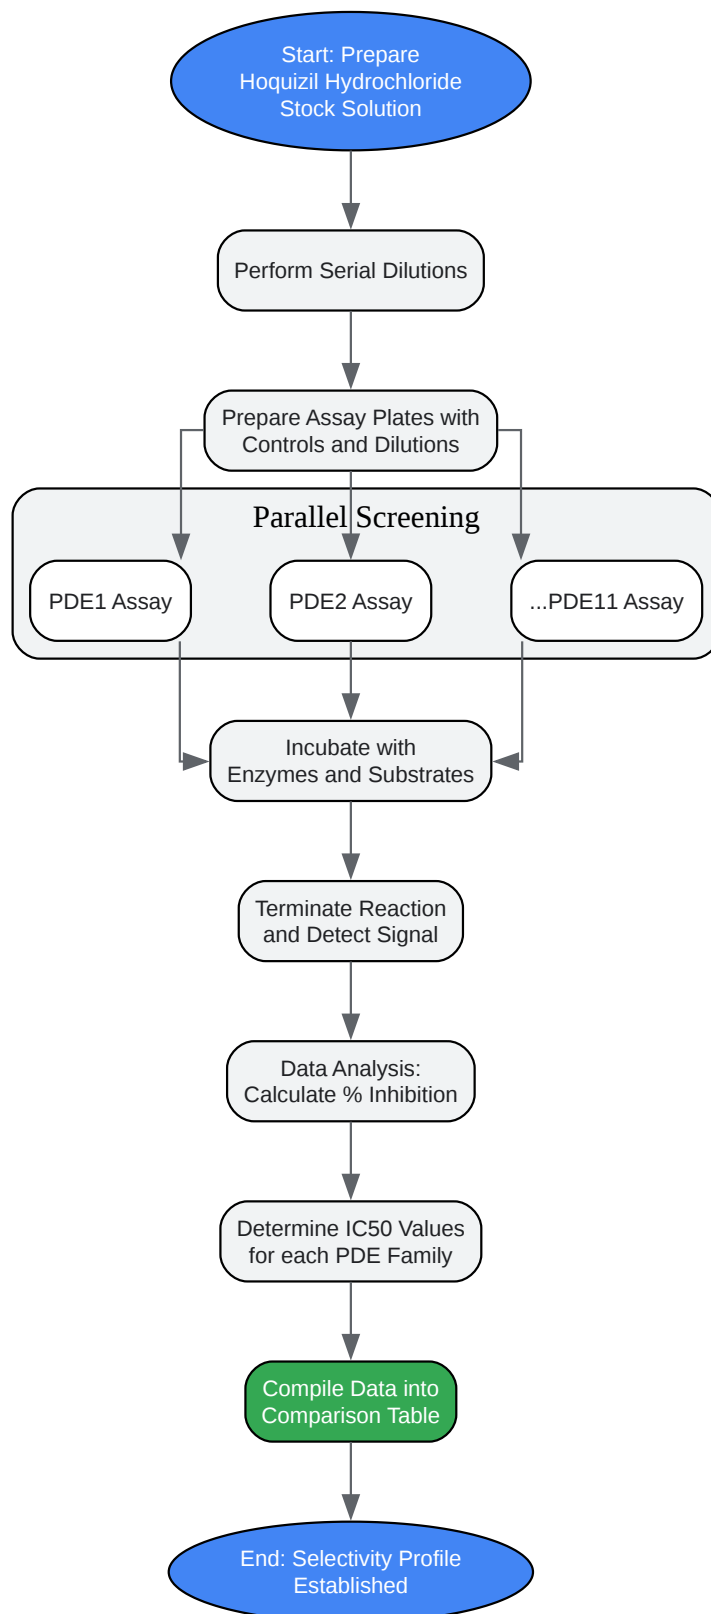 Start: Prepare
Hoquizil Hydrochloride
Stock Solution
Perform Serial Dilutions
Prepare Assay Plates with
Controls and Dilutions
Parallel Screening
PDE1 Assay
PDE2 Assay
...PDE11 Assay
Incubate with
Enzymes and Substrates
Terminate Reaction
and Detect Signal
Data Analysis:
Calculate % Inhibition
Determine IC50 Values
for each PDE Family
Compile Data into
Comparison Table
End: Selectivity Profile
Established